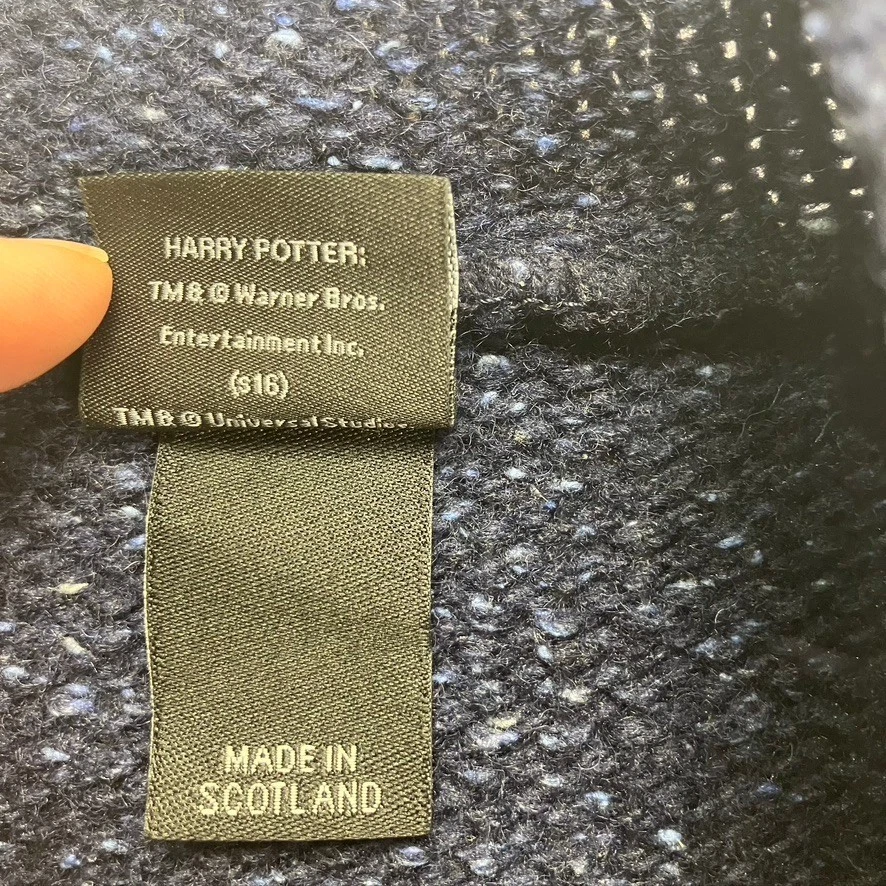 HARRY POTTER:
TM & © Warner Bros.
Entertainment Inc.
(s16)
TM & © Universal Studios
MADE IN
SCOTLAND